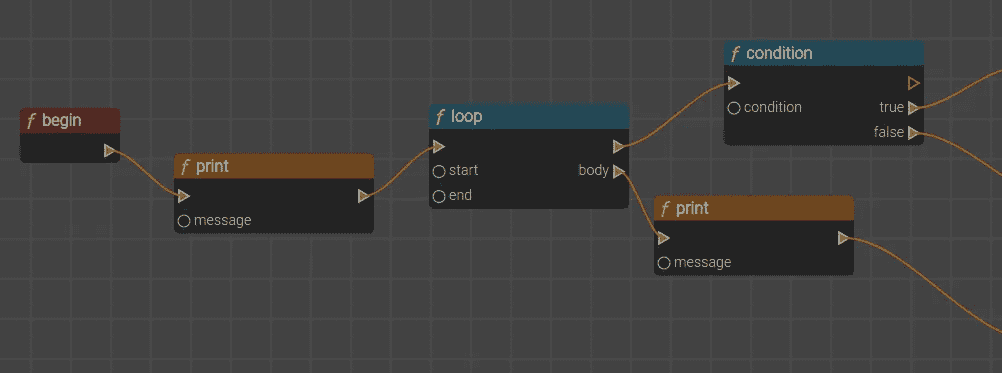 f begin
f print
message
f loop
start
body
end
f condition
condition
true
false
f print
message